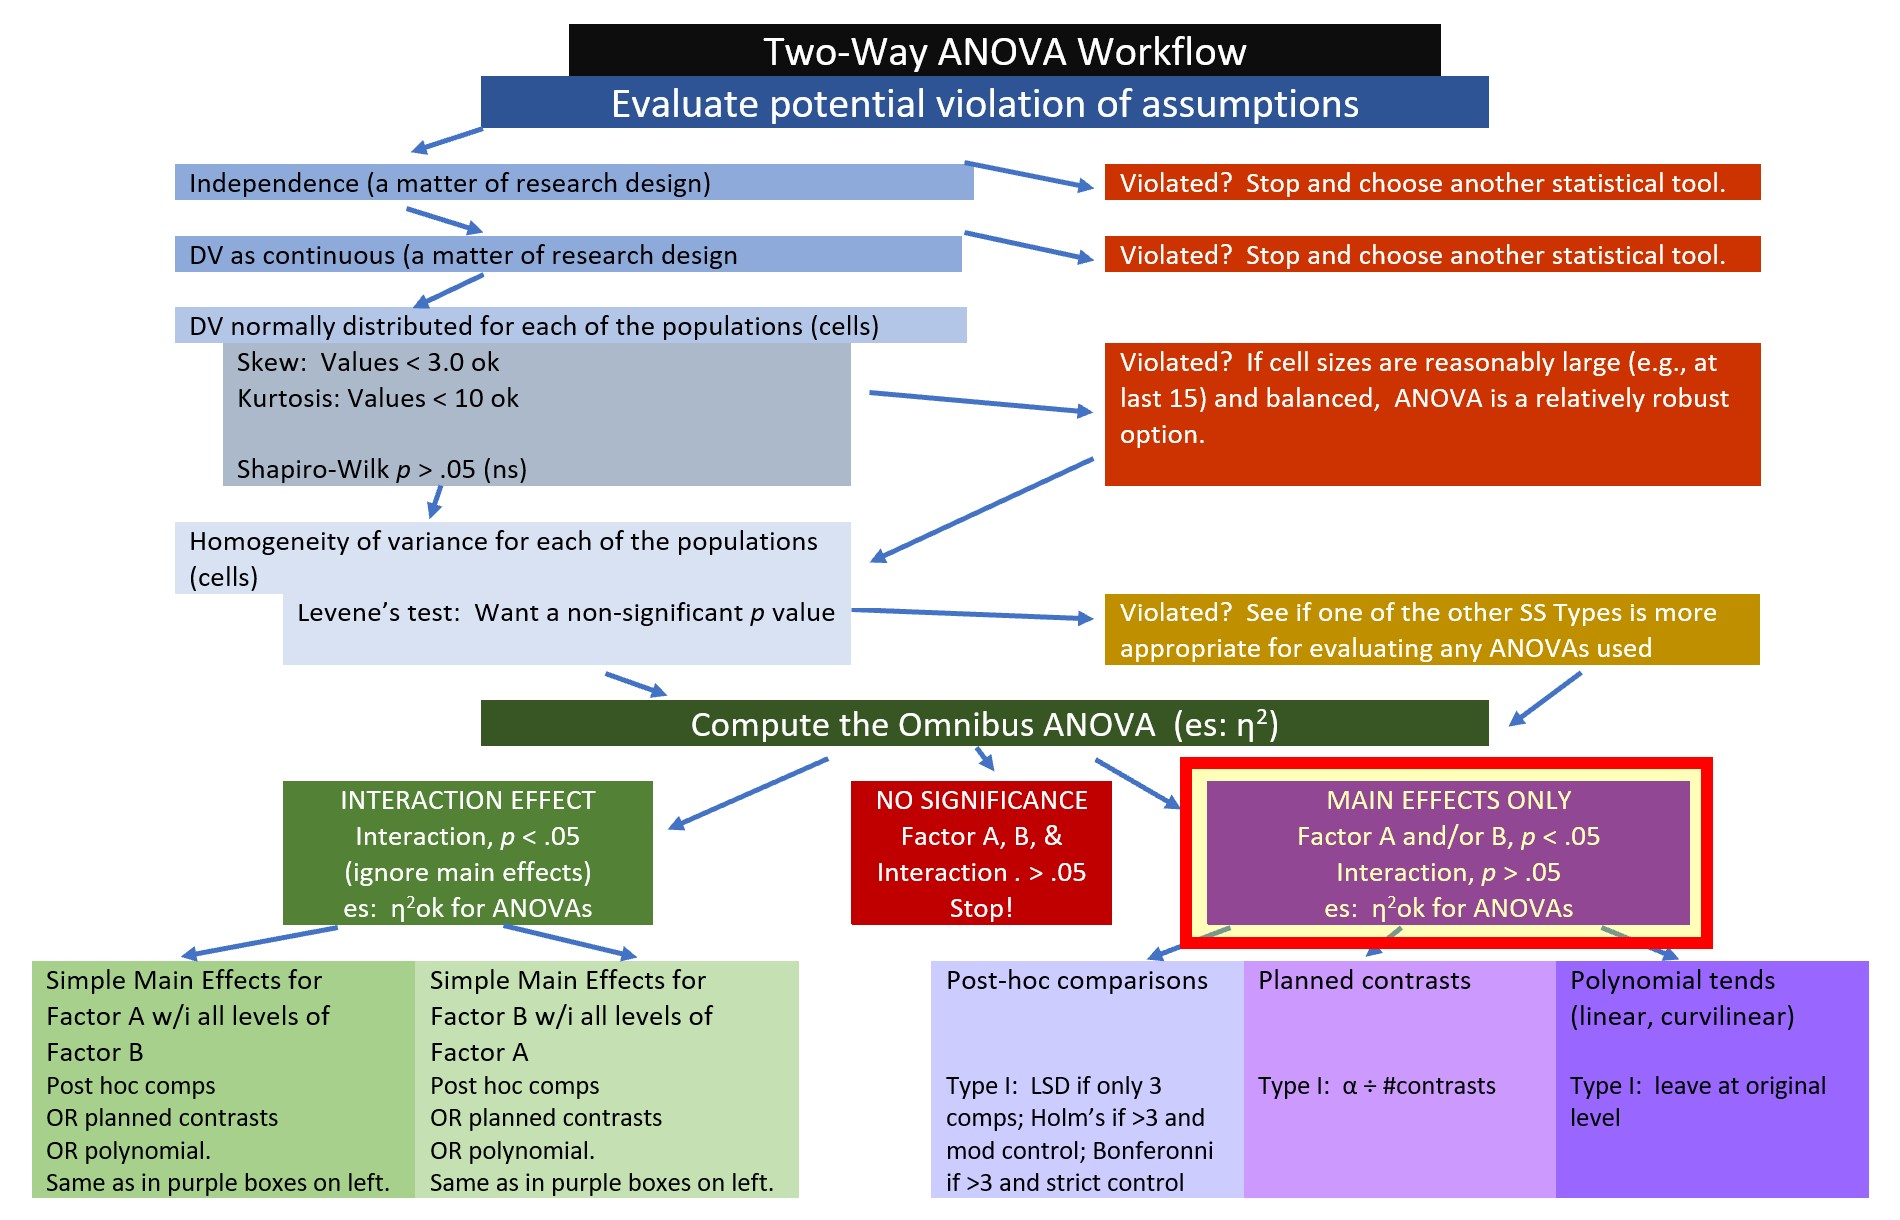 Two-Way ANOVA Workflow
Evaluate potential violation of assumptions
Independence (a matter of research design)
Violated?  Stop and choose another statistical tool.
DV as continuous (a matter of research design
Violated?  Stop and choose another statistical tool.
DV normally distributed for each of the populations (cells)
Skew:  Values < 3.0 ok
Kurtosis: Values < 10 ok
Shapiro-Wilk p > .05 (ns)
Violated?  If cell sizes are reasonably large (e.g., at
last 15) and balanced,  ANOVA is a relatively robust
option.
Homogeneity of variance for each of the populations
(cells)
Levene’s test:  Want a non-significant p value
Violated?  See if one of the other SS Types is more
appropriate for evaluating any ANOVAs used
Compute the Omnibus ANOVA  (es: η²)
INTERACTION EFFECT
Interaction, p < .05
(ignore main effects)
es:  η²ok for ANOVAs
NO SIGNIFICANCE
Factor A, B, &
Interaction . > .05
Stop!
MAIN EFFECTS ONLY
Factor A and/or B, p < .05
Interaction, p > .05
es:  η²ok for ANOVAs
Simple Main Effects for
Factor A w/i all levels of
Factor B
Post hoc comps
OR planned contrasts
OR polynomial.
Same as in purple boxes on left.
Simple Main Effects for
Factor B w/i all levels of
Factor A
Post hoc comps
OR planned contrasts
OR polynomial.
Same as in purple boxes on left.
Post-hoc comparisons
Type I:  LSD if only 3
comps; Holm’s if >3 and
mod control; Bonferonni
if >3 and strict control
Planned contrasts
Type I:  α ÷ #contrasts
Polynomial tends
(linear, curvilinear)
Type I:  leave at original
level